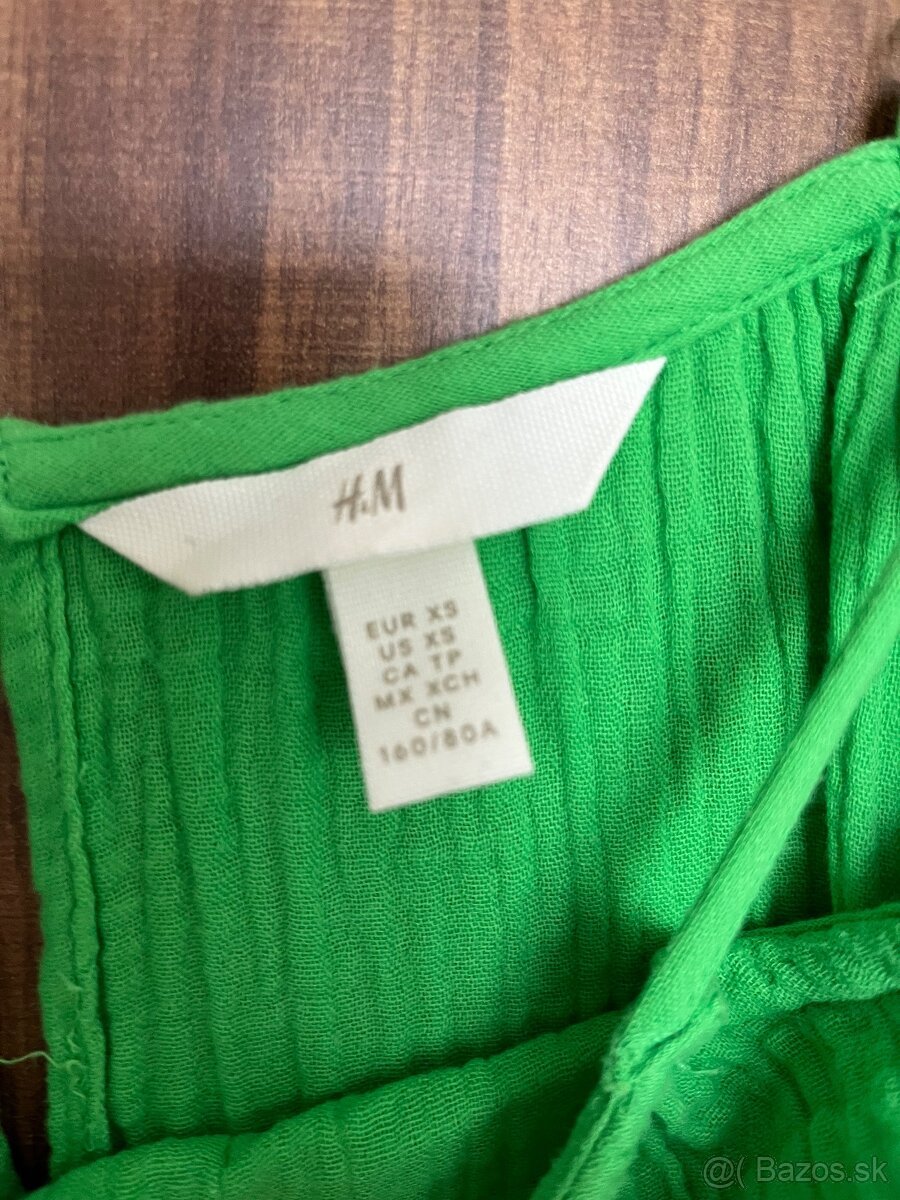 H&M
EUR XS
US XS
CA TP
MX XCH
CN
160/80A
@( Bazos.sk